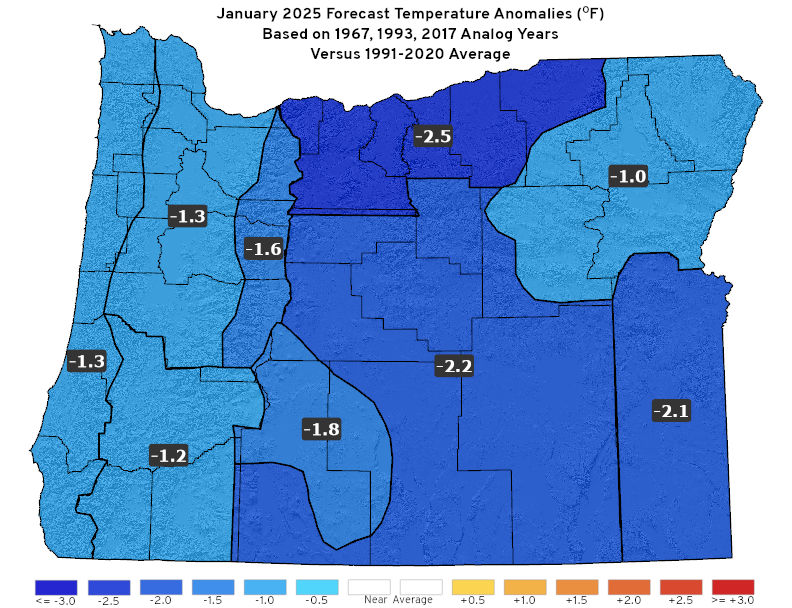 January 2025 Forecast Temperature Anomalies (°F)
Based on 1967, 1993, 2017 Analog Years
Versus 1991-2020 Average
-2.5
-1.0
-1.3
-1.6
-1.3
-2.2
-2.1
-1.8
-1.2
<= -3.0 -2.5 -2.0 -1.5 -1.0 -0.5 Near Average +0.5 +1.0 +1.5 +2.0 +2.5 >= +3.0